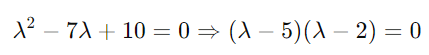 λ² − 7λ + 10 = 0 ⇒ (λ − 5)(λ − 2) = 0